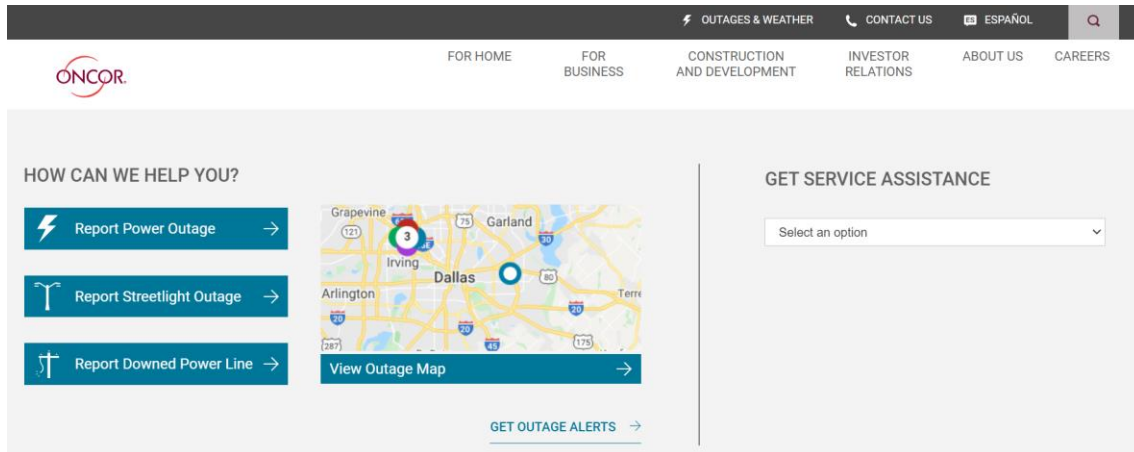 OUTAGES & WEATHER
CONTACT US
ES ESPAÑOL
ONCOR.
FOR HOME
FOR
BUSINESS
CONSTRUCTION
AND DEVELOPMENT
INVESTOR
RELATIONS
ABOUT US
CAREERS
HOW CAN WE HELP YOU?
Report Power Outage
Report Streetlight Outage
Report Downed Power Line
Grapevine
121
3
Irving
75
Garland
30
Dallas
80
Arlington
Terre
20
20
20
287
45
175
View Outage Map
GET OUTAGE ALERTS
GET SERVICE ASSISTANCE
Select an option